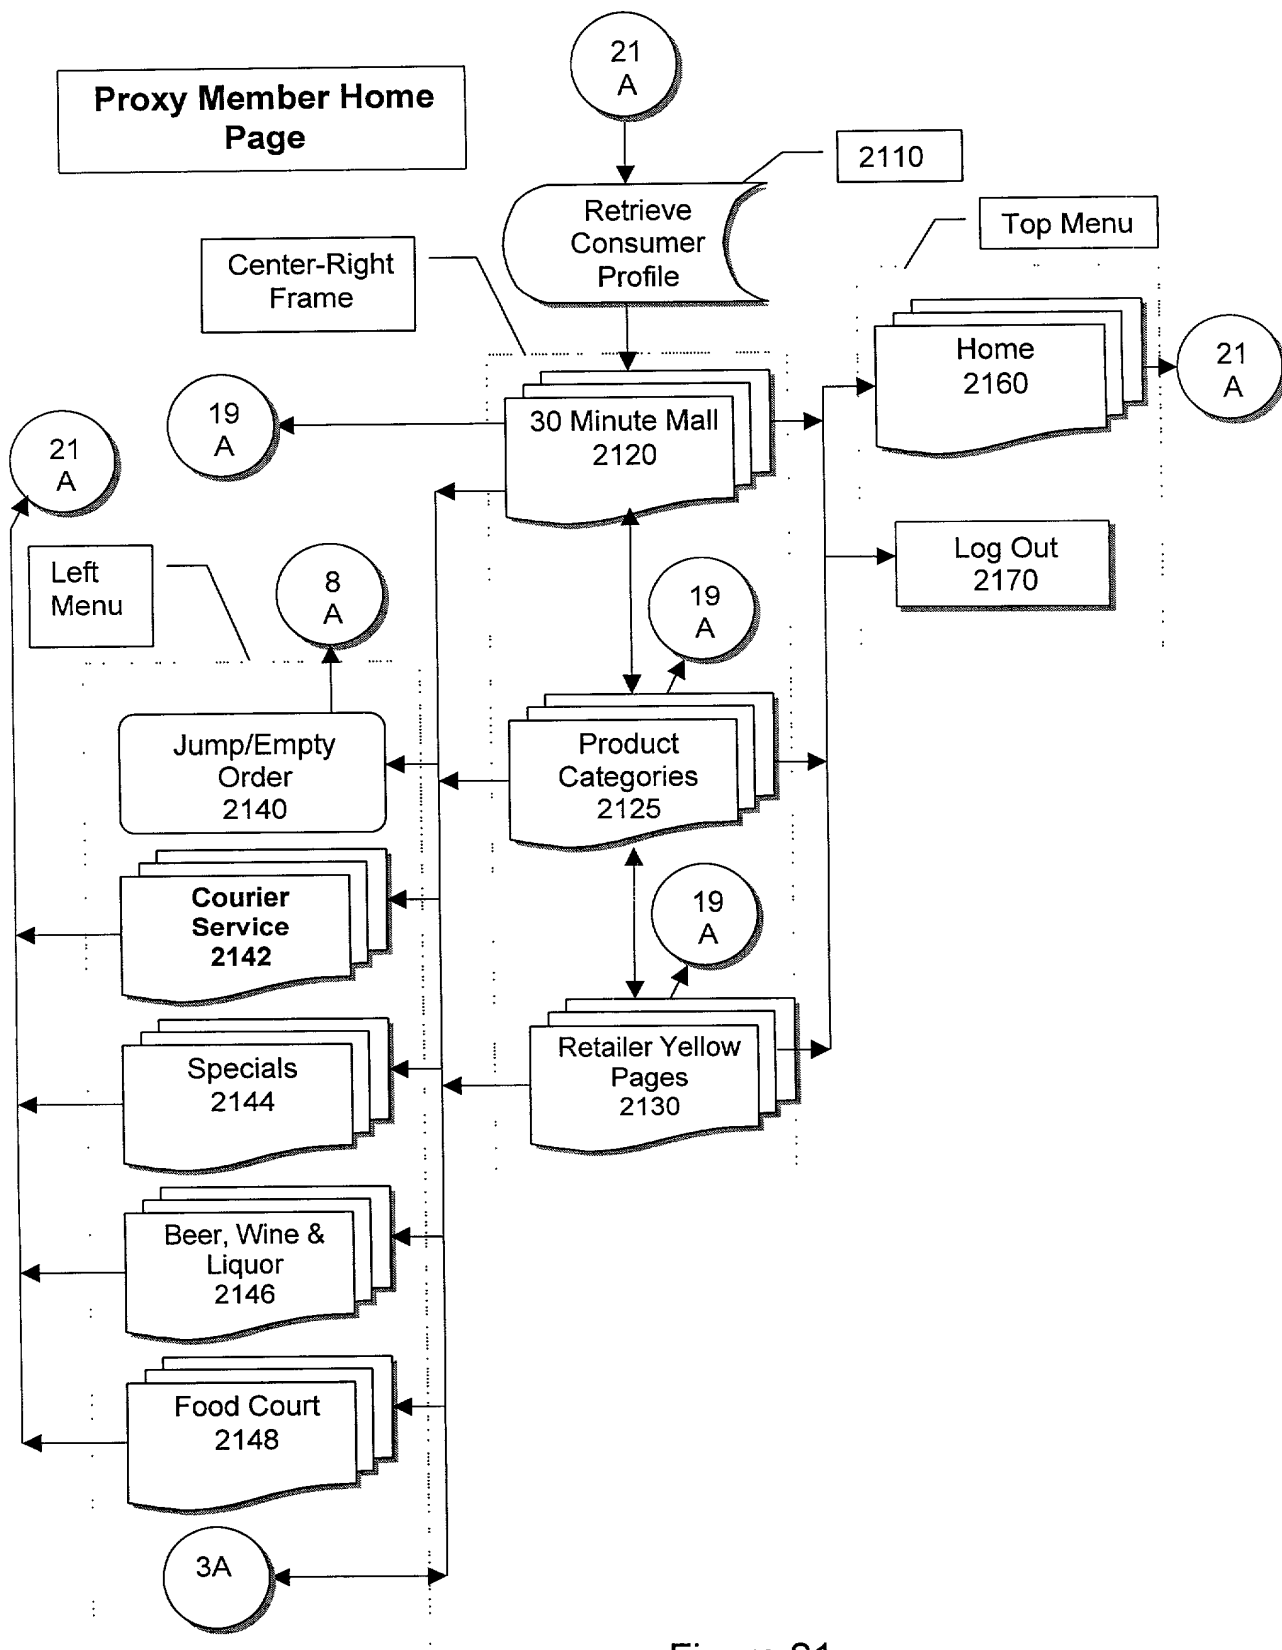 21
A
Proxy Member Home
Page
2110
Retrieve
Consumer
Profile
Top Menu
Center-Right
Frame
Home
2160
21
A
19
A
30 Minute Mall
2120
21
A
Log Out
2170
Left
Menu
8
A
19
A
Jump/Empty
Order
2140
Product
Categories
2125
Courier
Service
2142
19
A
Specials
2144
Retailer Yellow
Pages
2130
Beer, Wine &
Liquor
2146
Food Court
2148
3A
Figure 21